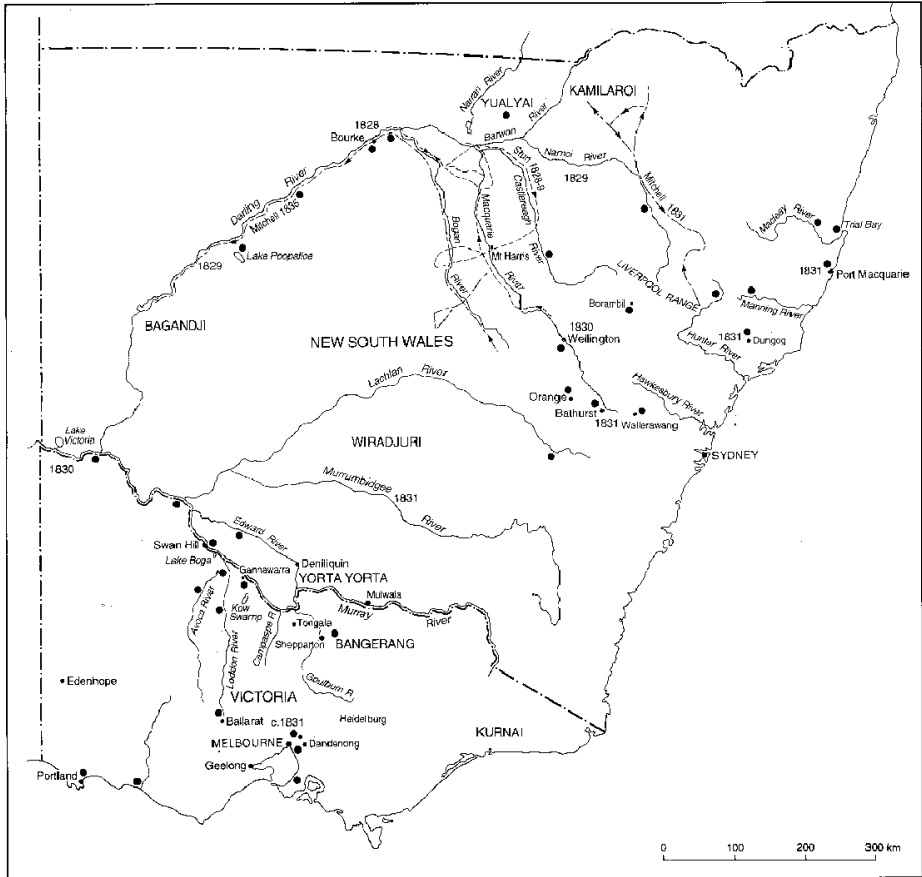 Narran River
YUALYAI
KAMILAROI
1828
Bourke
Barwon River
Namoi River
1829
Sturt 1828-9
Castlereagh River
Mitchell 1831
Darling River
Mitchell 1835
Macquarie River
Bogan River
Macleay River
Trial Bay
Lake Poopatloe
1829
Mt Harris
1831
Port Macquarie
LIVERPOOL RANGE
Borambil
Manning River
BAGANDJI
1831
Dungog
Hunter River
NEW SOUTH WALES
1830
Wellington
Lachlan River
Hawkesbury River
Orange
Bathurst
1831
Wallerawang
Lake Victoria
WIRADJURI
SYDNEY
1830
Murrumbidgee River
1831
Edward River
Swan Hill
Lake Boga
Deniliquin
Gannawarra
YORTA YORTA
Mulwala
Murray River
Avoca River
Kow Swamp
Campaspe R.
Tongala
Loddon River
Shepparton
BANGERANG
Goulburn R.
Edenhope
VICTORIA
Ballarat
c.1831
Heidelburg
KURNAI
MELBOURNE
Dandenong
Geelong
Portland
0 100 200 300 km